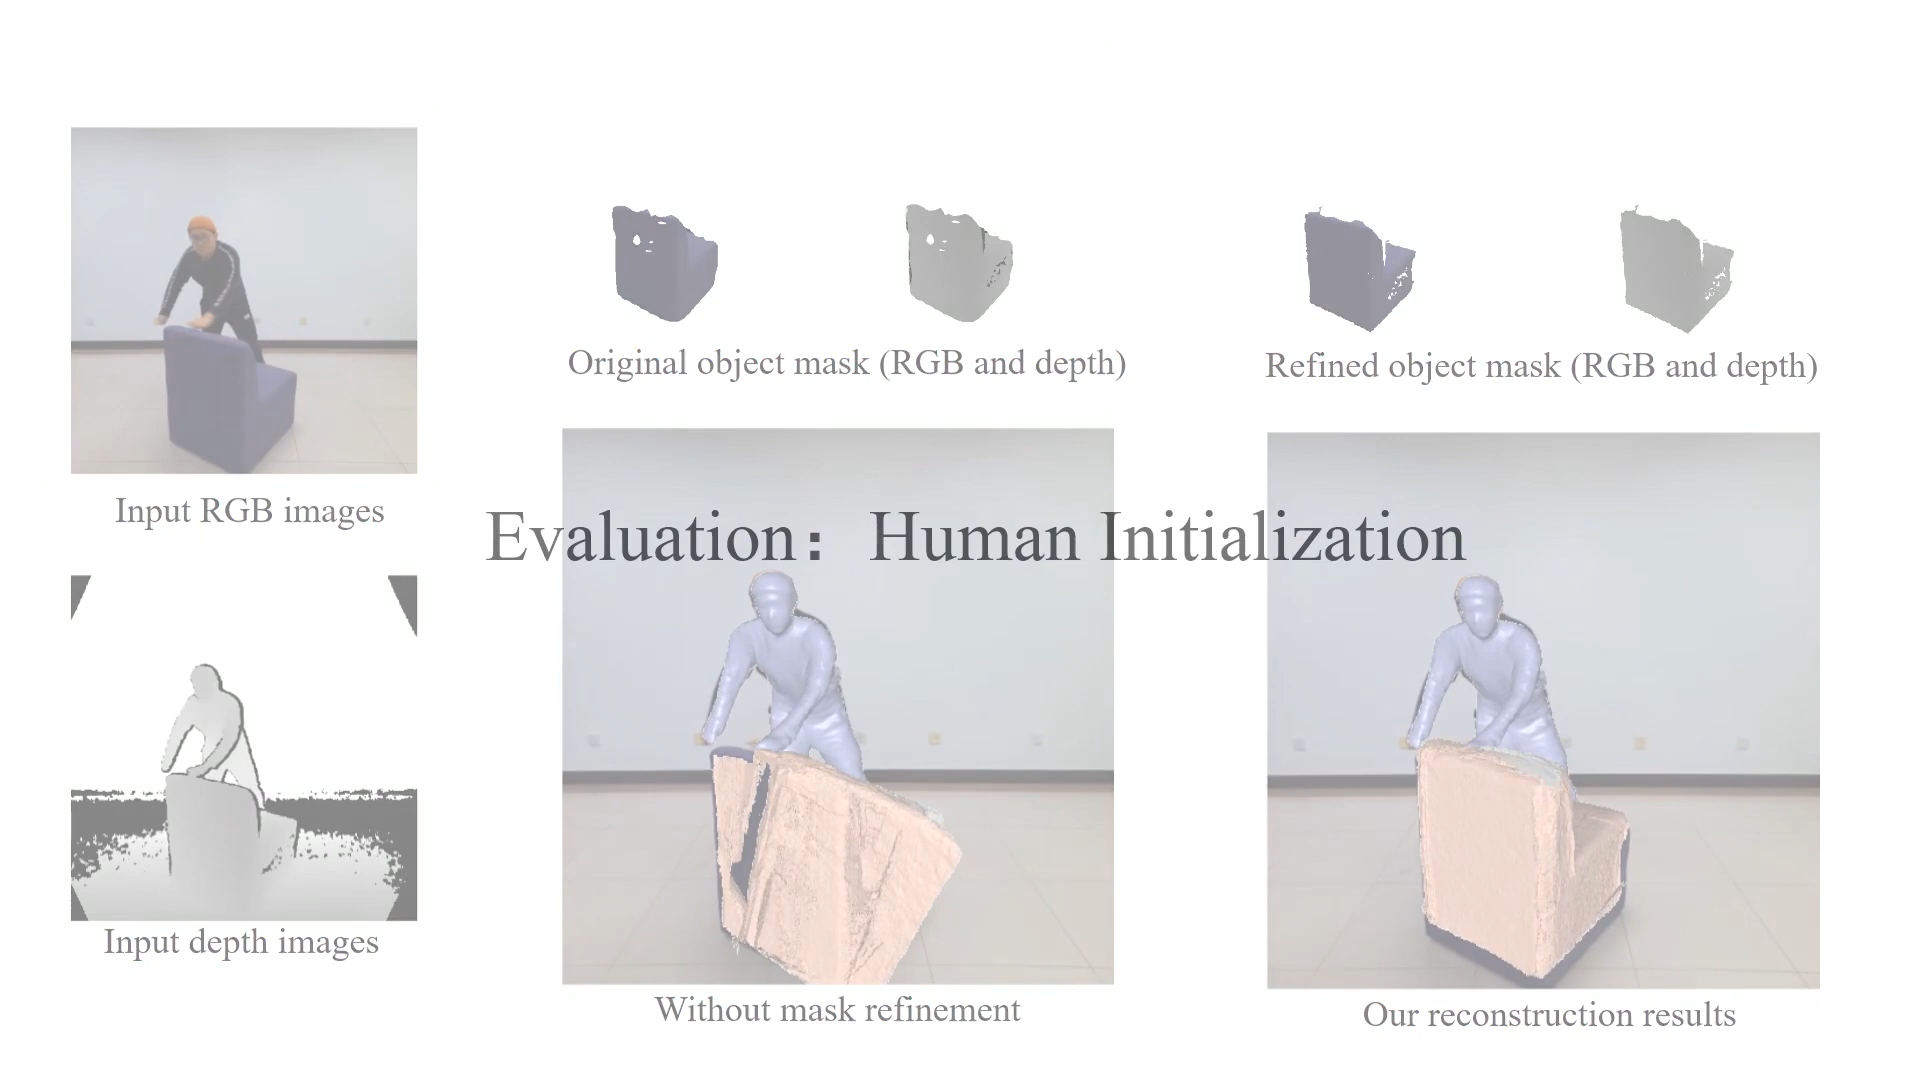 Original object mask (RGB and depth)
Refined object mask (RGB and depth)
Input RGB images
Evaluation： Human Initialization
Input depth images
Without mask refinement
Our reconstruction results